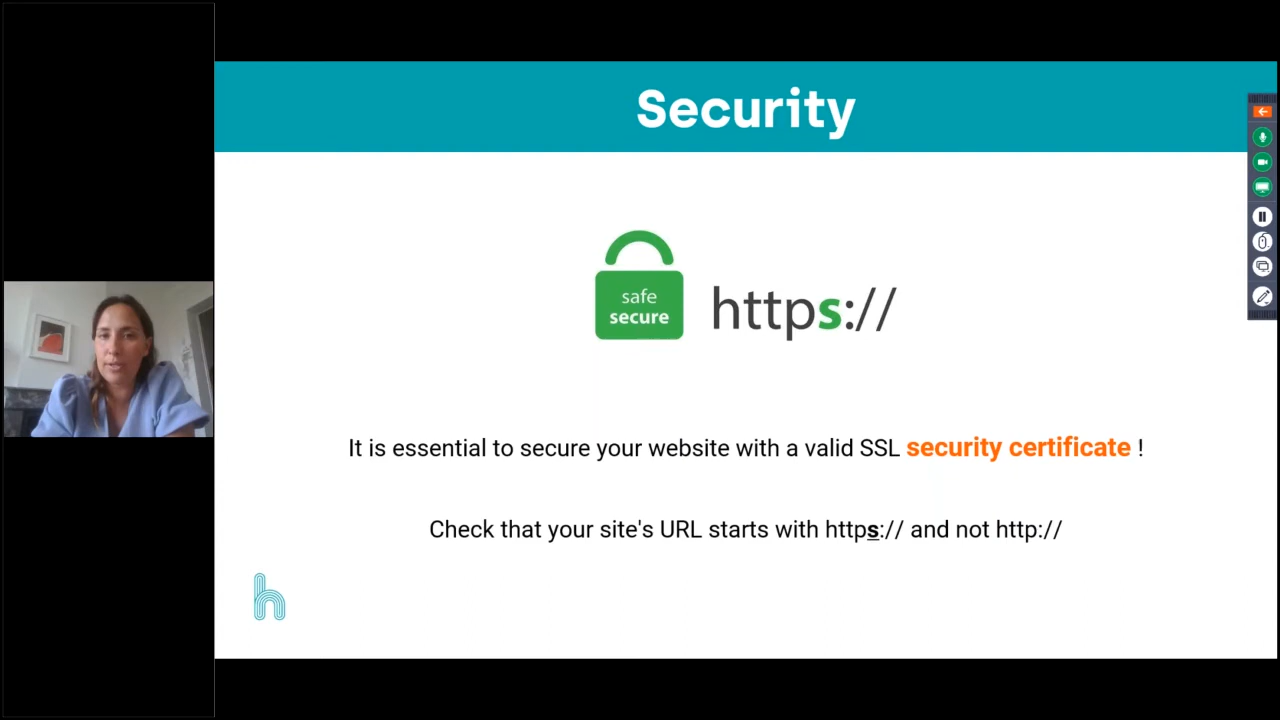 Security
safe
secure
https://
It is essential to secure your website with a valid SSL security certificate !
Check that your site's URL starts with https:// and not http://
h